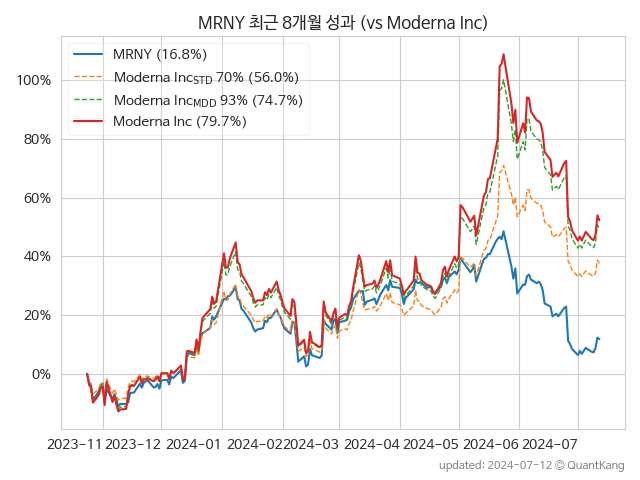 MRNY 최근 8개월 성과 (vs Moderna Inc)
MRNY (16.8%)
Moderna IncSTD 70% (56.0%)
Moderna IncMDD 93% (74.7%)
Moderna Inc (79.7%)
100%
80%
60%
40%
20%
0%
2023-11 2023-12 2024-01 2024-02 2024-03 2024-04 2024-05 2024-06 2024-07
updated: 2024-07-12 © QuantKang